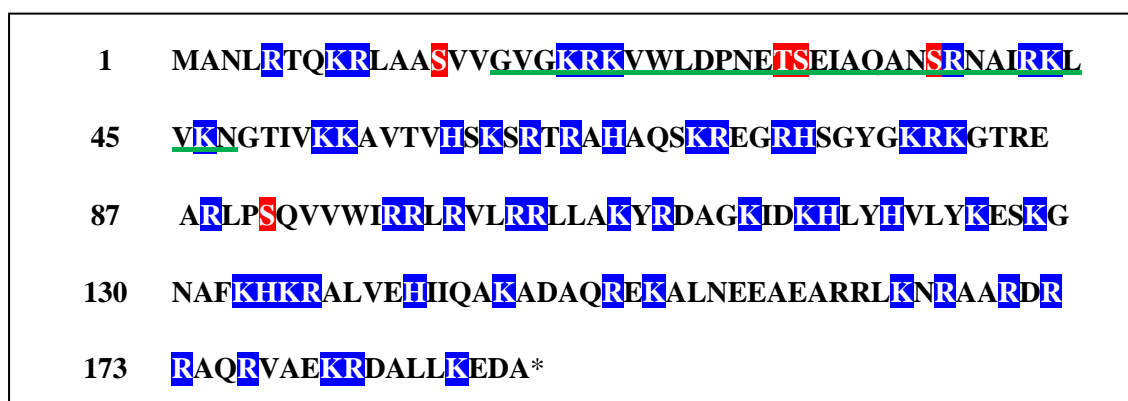 1 MANLRTQKRLAASVVGVGKRKVWLDPNETSEIAOANSRNAIRKL
45 VKNGTIVKKAVTVHSKSRTRAHAQSKREGRHSGYGKRKGTRE
87 ARLPSQVVWIRRLRVLRRLLAKYRDAGKIDKHLYHVLYKESKG
130 NAFKHKRALVEHIIQAKADAQREKALNEEAEARRLKNRAARDR
173 RAQRVAEKRDALLKEDA*